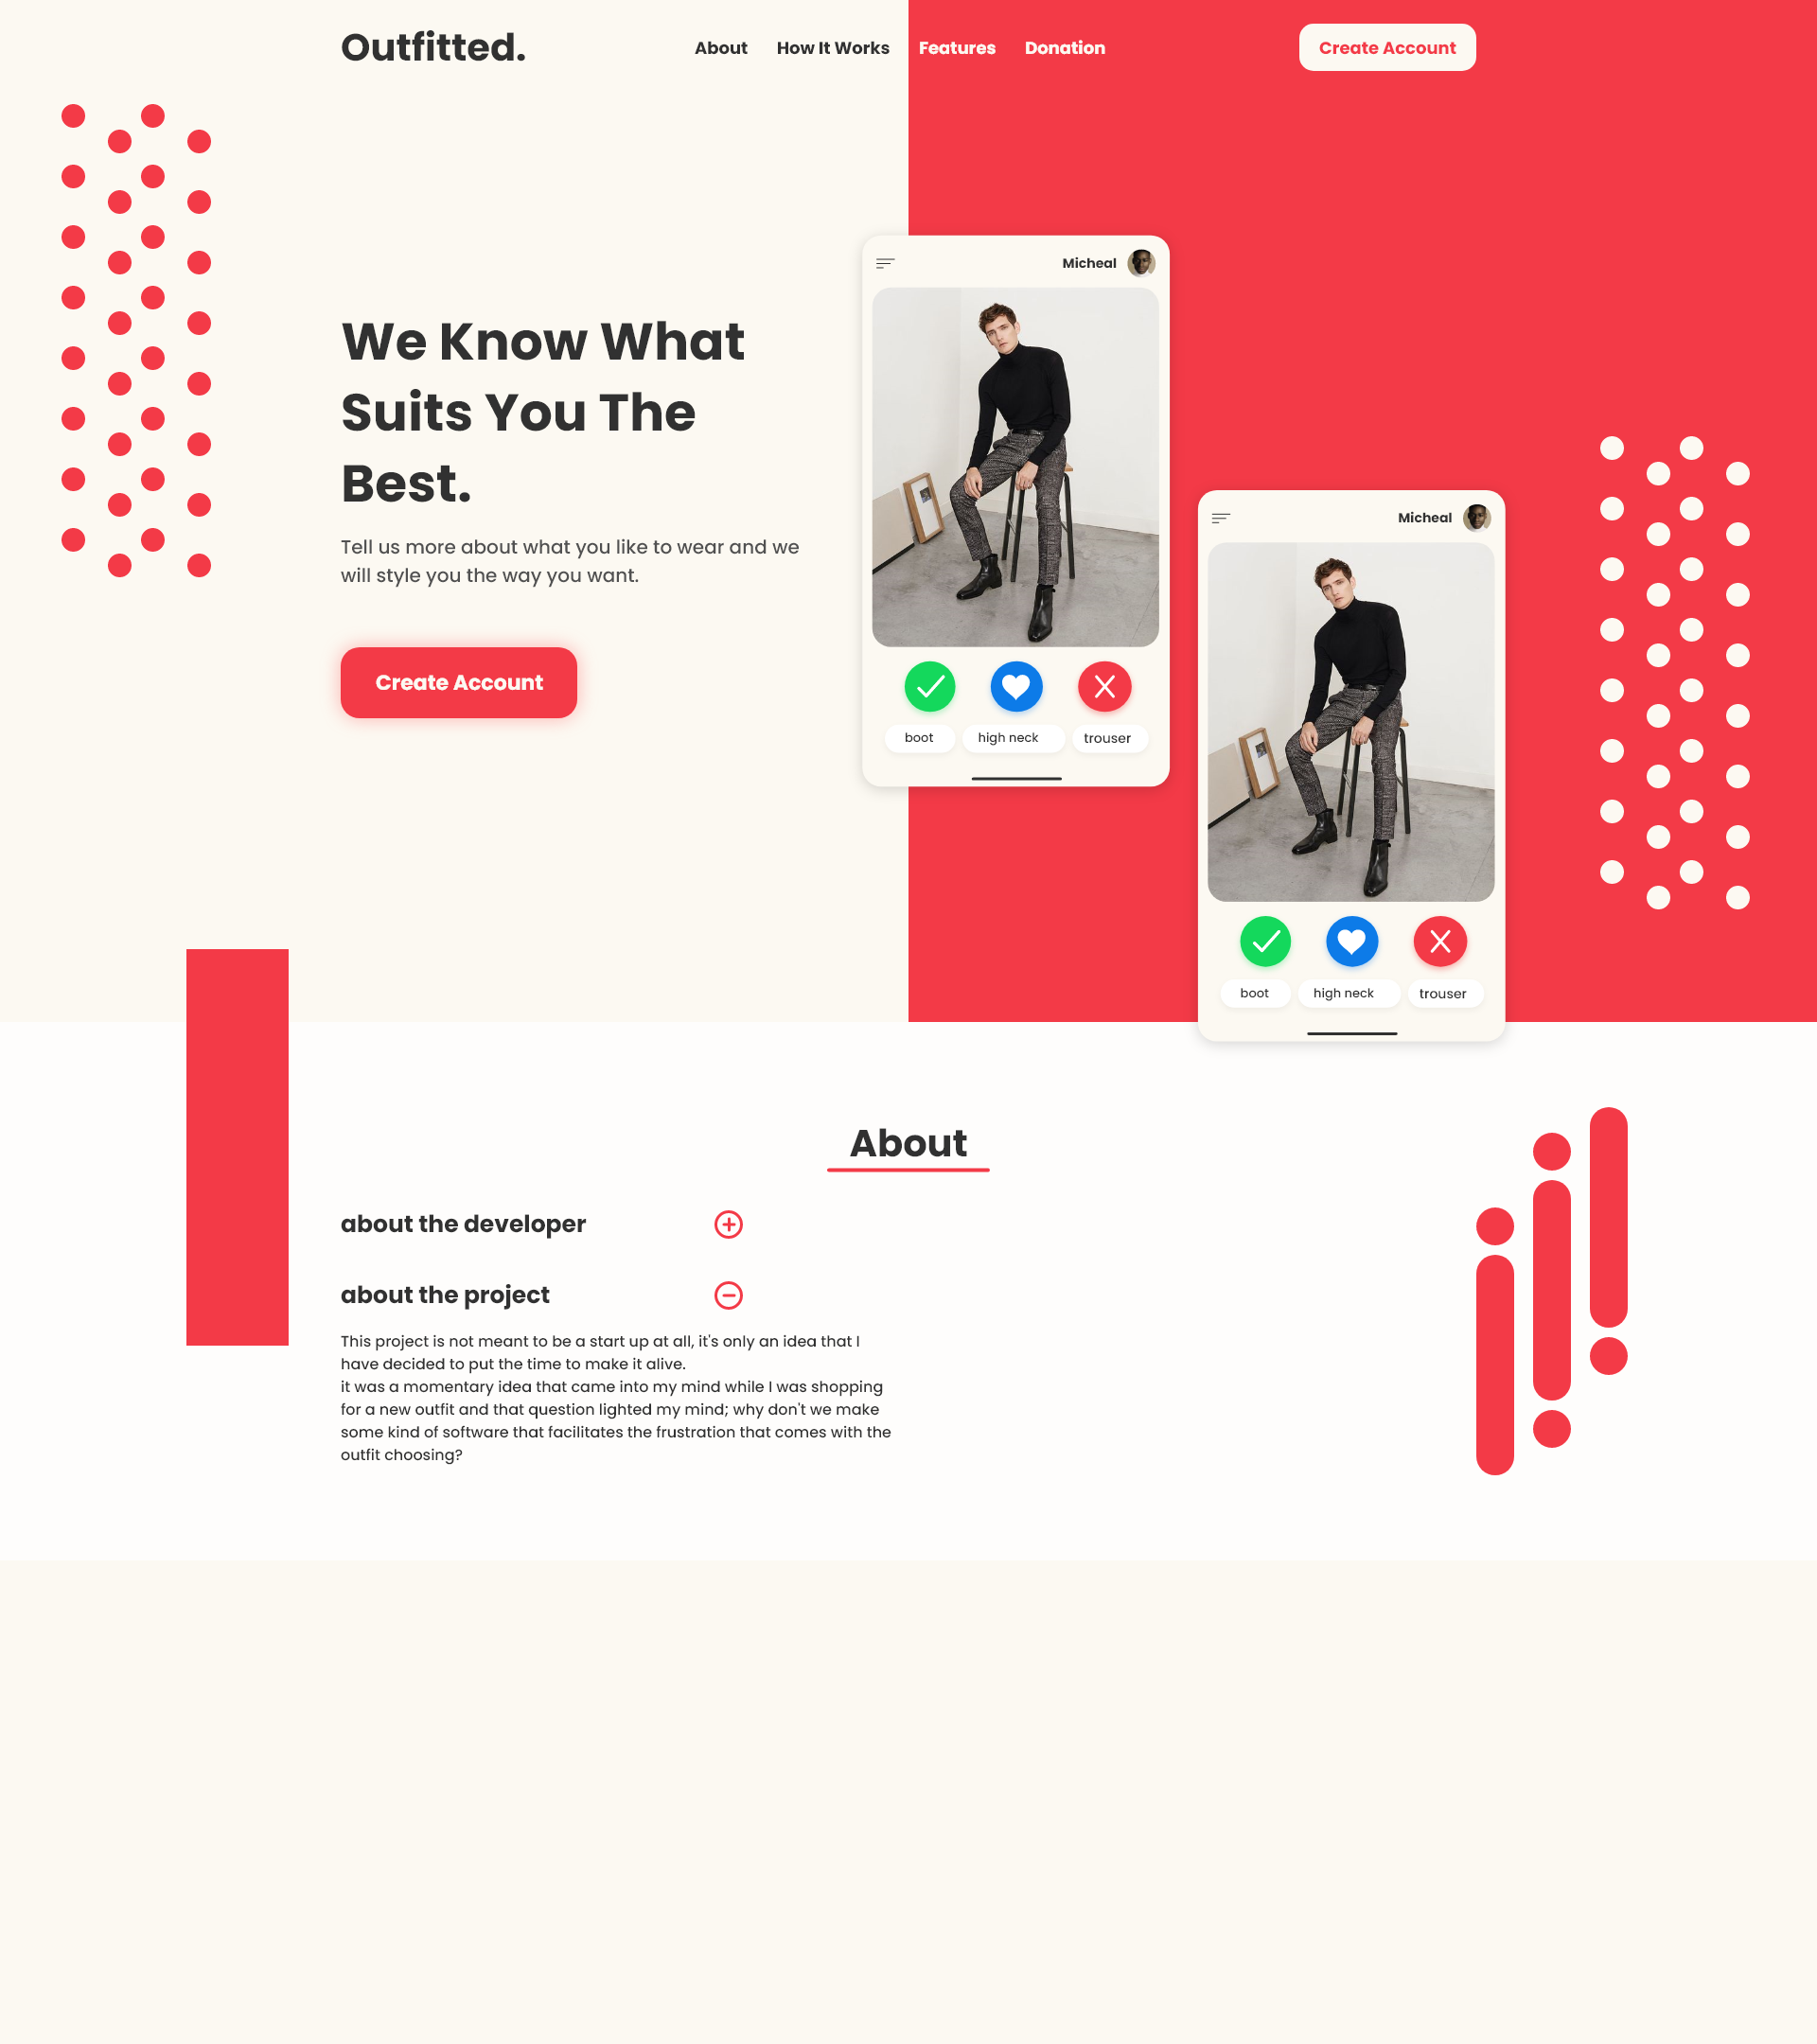 Outfitted.
About How It Works Features Donation
Create Account
We Know What
Suits You The
Best.
Tell us more about what you like to wear and we
will style you the way you want.
Create Account
Micheal
boot high neck trouser
Micheal
boot high neck trouser
About
about the developer
about the project
This project is not meant to be a start up at all, it's only an idea that I
have decided to put the time to make it alive.
it was a momentary idea that came into my mind while I was shopping
for a new outfit and that question lighted my mind; why don't we make
some kind of software that facilitates the frustration that comes with the
outfit choosing?